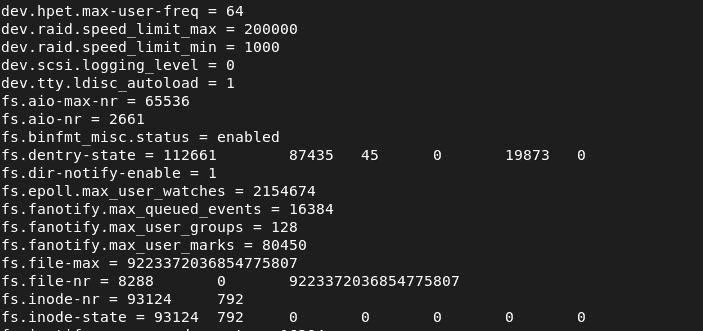 dev.hpet.max-user-freq = 64
dev.raid.speed_limit_max = 200000
dev.raid.speed_limit_min = 1000
dev.scsi.logging_level = 0
dev.tty.ldisc_autoload = 1
fs.aio-max-nr = 65536
fs.aio-nr = 2661
fs.binfmt_misc.status = enabled
fs.dentry-state = 112661	87435	45	0	19873	0
fs.dir-notify-enable = 1
fs.epoll.max_user_watches = 2154674
fs.fanotify.max_queued_events = 16384
fs.fanotify.max_user_groups = 128
fs.fanotify.max_user_marks = 80450
fs.file-max = 9223372036854775807
fs.file-nr = 8288	0	9223372036854775807
fs.inode-nr = 93124	792
fs.inode-state = 93124	792	0	0	0	0	0